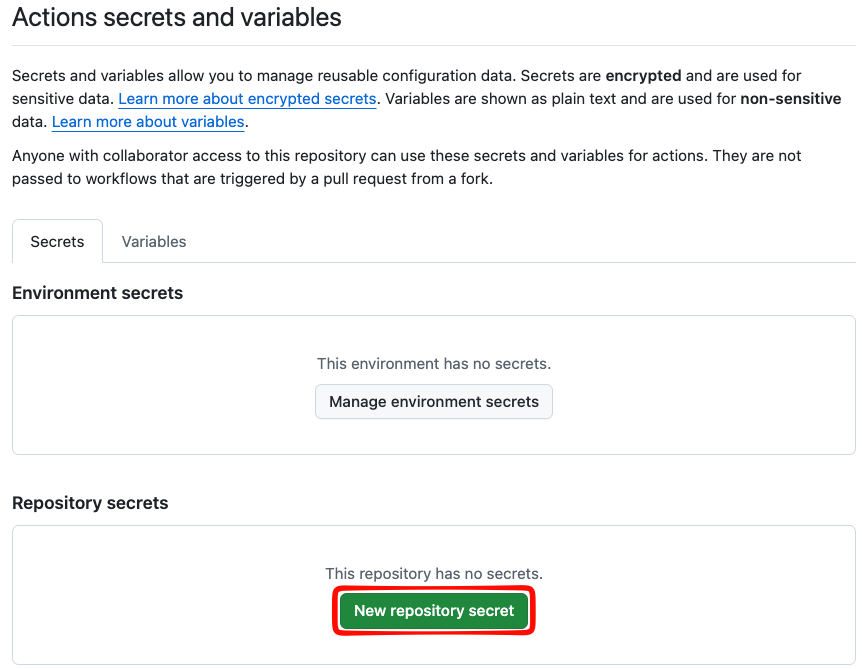 Actions secrets and variables
Secrets and variables allow you to manage reusable configuration data. Secrets are encrypted and are used for
sensitive data. Learn more about encrypted secrets. Variables are shown as plain text and are used for non-sensitive
data. Learn more about variables.
Anyone with collaborator access to this repository can use these secrets and variables for actions. They are not
passed to workflows that are triggered by a pull request from a fork.
Secrets Variables
Environment secrets
This environment has no secrets.
Manage environment secrets
Repository secrets
This repository has no secrets.
New repository secret